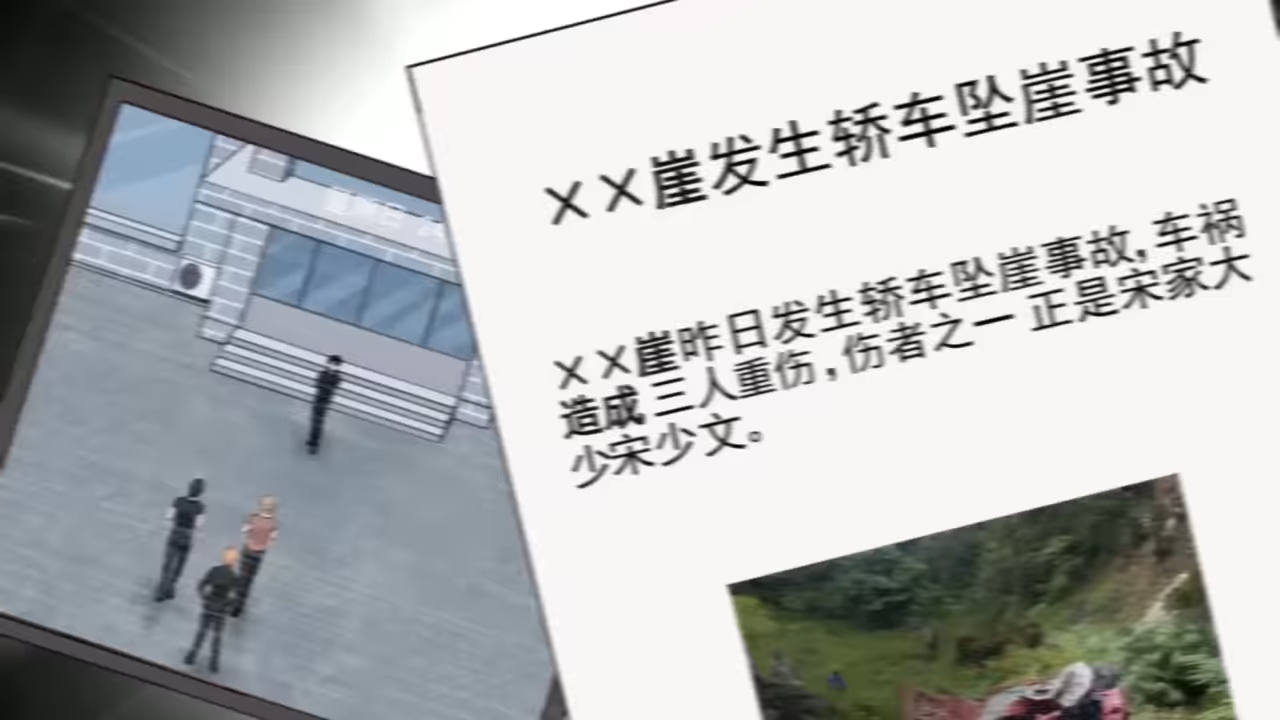 ××崖发生轿车坠崖事故
××崖昨日发生轿车坠崖事故,车祸
造成 三人重伤,伤者之一 正是宋家大
少宋少文。